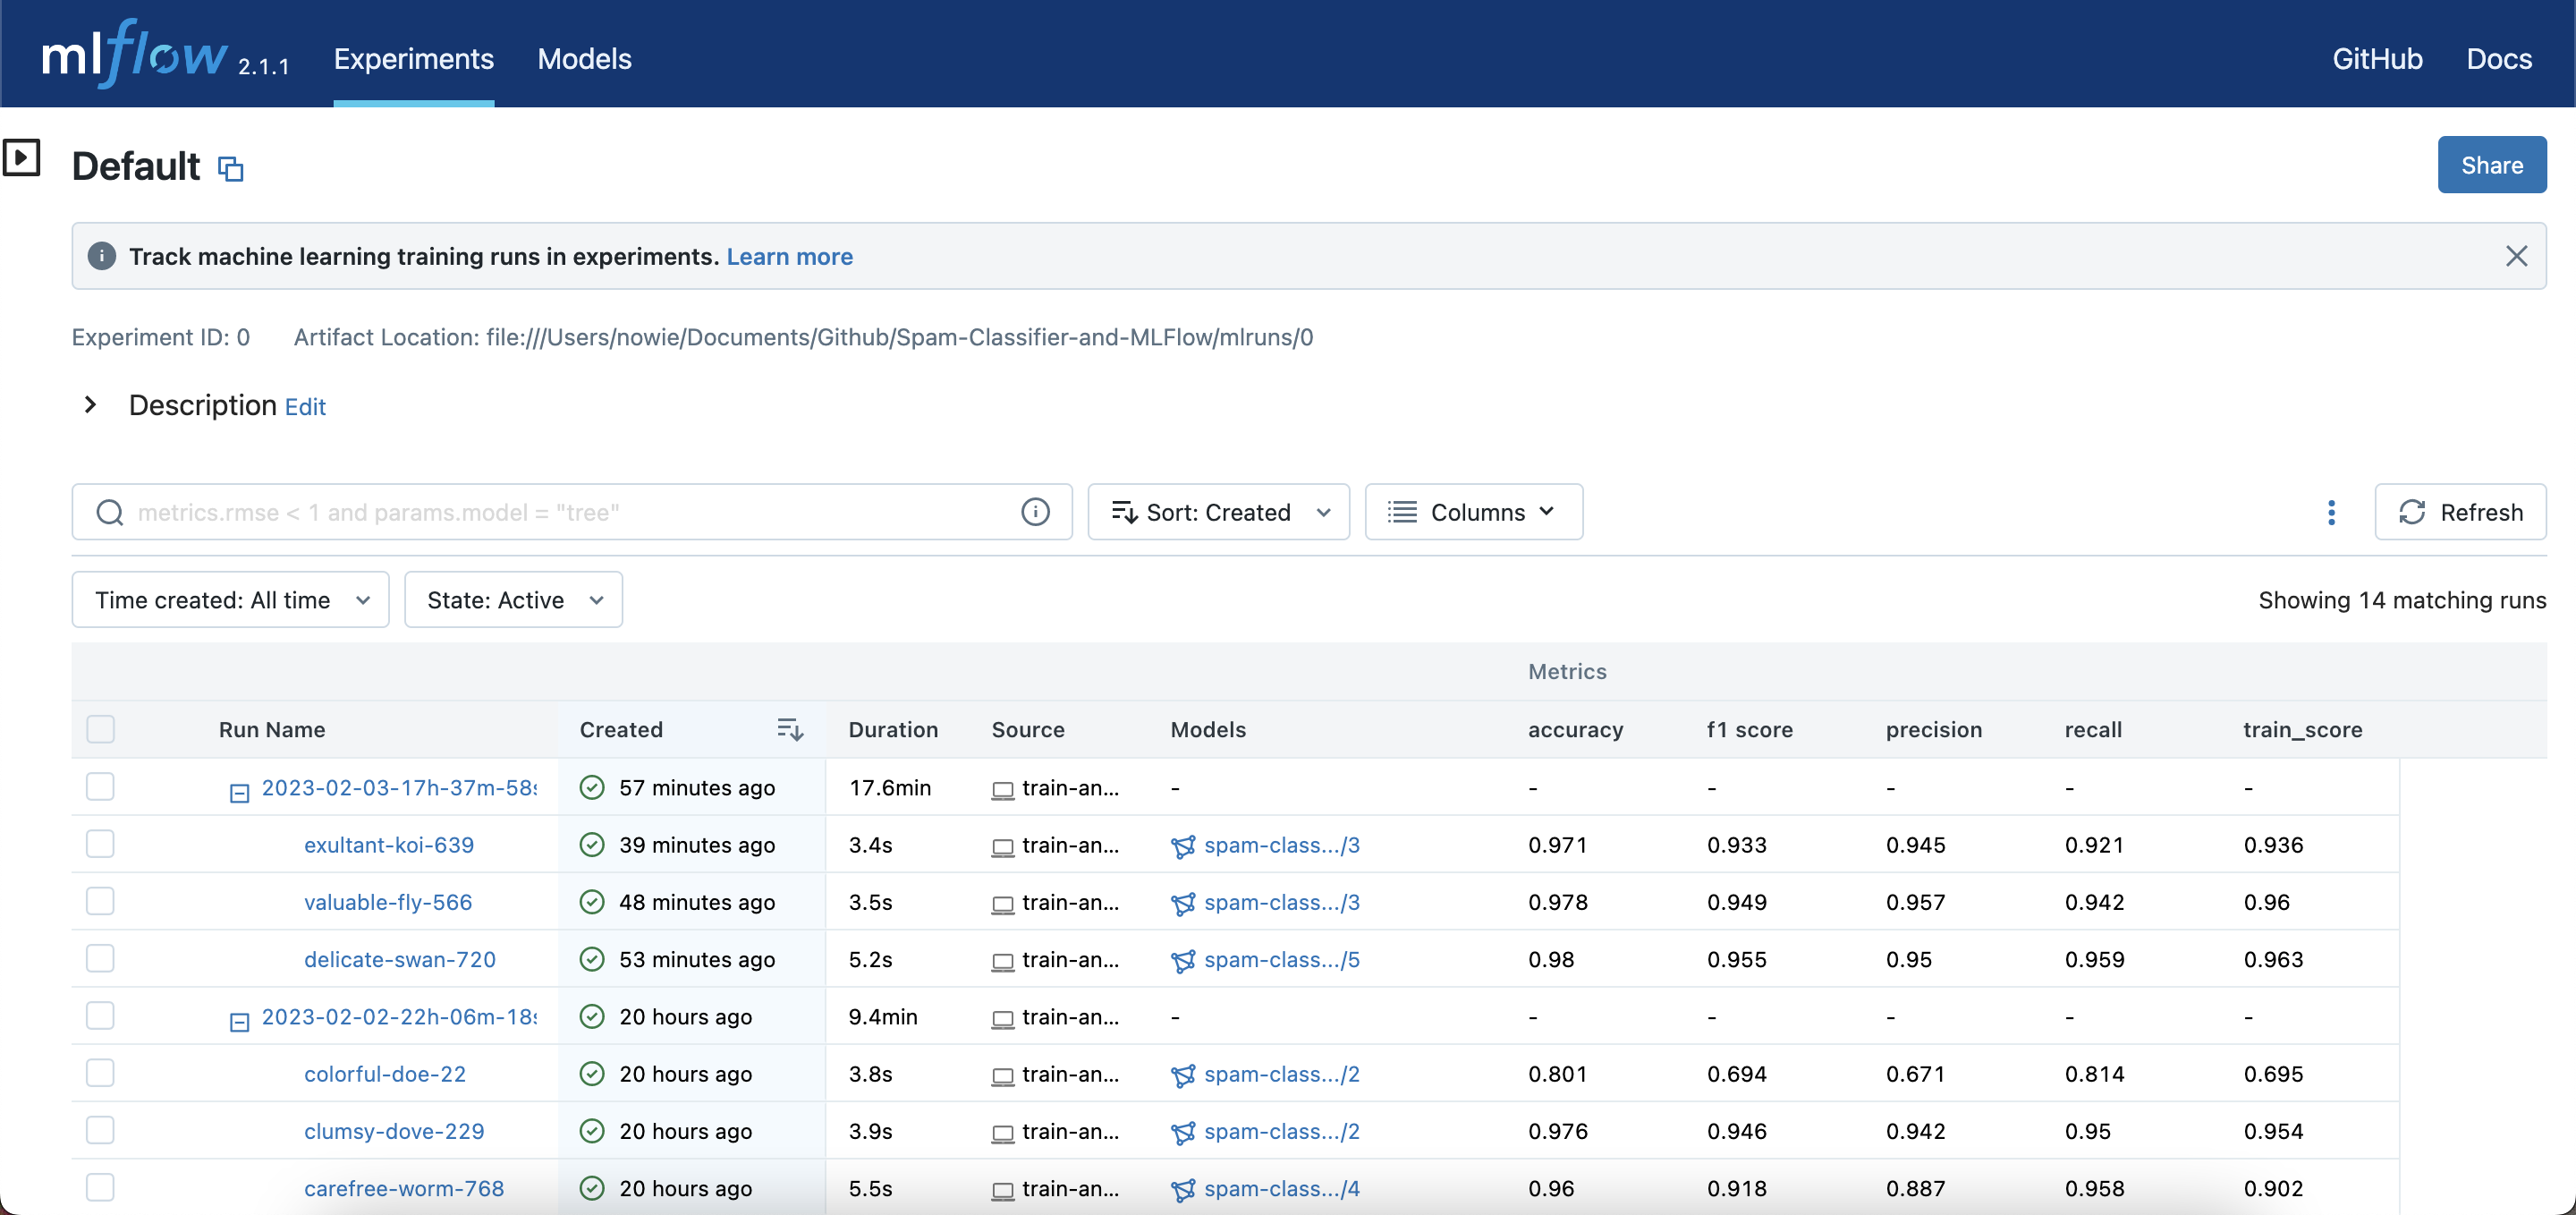 mlflow 2.1.1 Experiments Models GitHub Docs
Default Share
Track machine learning training runs in experiments. Learn more
Experiment ID: 0 Artifact Location: file:///Users/nowie/Documents/Github/Spam-Classifier-and-MLFlow/mlruns/0
Description Edit
metrics.rmse < 1 and params.model = "tree" Sort: Created Columns Refresh
Time created: All time State: Active Showing 14 matching runs
Metrics
Run Name Created Duration Source Models accuracy f1 score precision recall train_score
2023-02-03-17h-37m-58s 57 minutes ago 17.6min train-an... - - - - - -
exultant-koi-639 39 minutes ago 3.4s train-an... spam-class.../3 0.971 0.933 0.945 0.921 0.936
valuable-fly-566 48 minutes ago 3.5s train-an... spam-class.../3 0.978 0.949 0.957 0.942 0.96
delicate-swan-720 53 minutes ago 5.2s train-an... spam-class.../5 0.98 0.955 0.95 0.959 0.963
2023-02-02-22h-06m-18s 20 hours ago 9.4min train-an... - - - - - -
colorful-doe-22 20 hours ago 3.8s train-an... spam-class.../2 0.801 0.694 0.671 0.814 0.695
clumsy-dove-229 20 hours ago 3.9s train-an... spam-class.../2 0.976 0.946 0.942 0.95 0.954
carefree-worm-768 20 hours ago 5.5s train-an... spam-class.../4 0.96 0.918 0.887 0.958 0.902